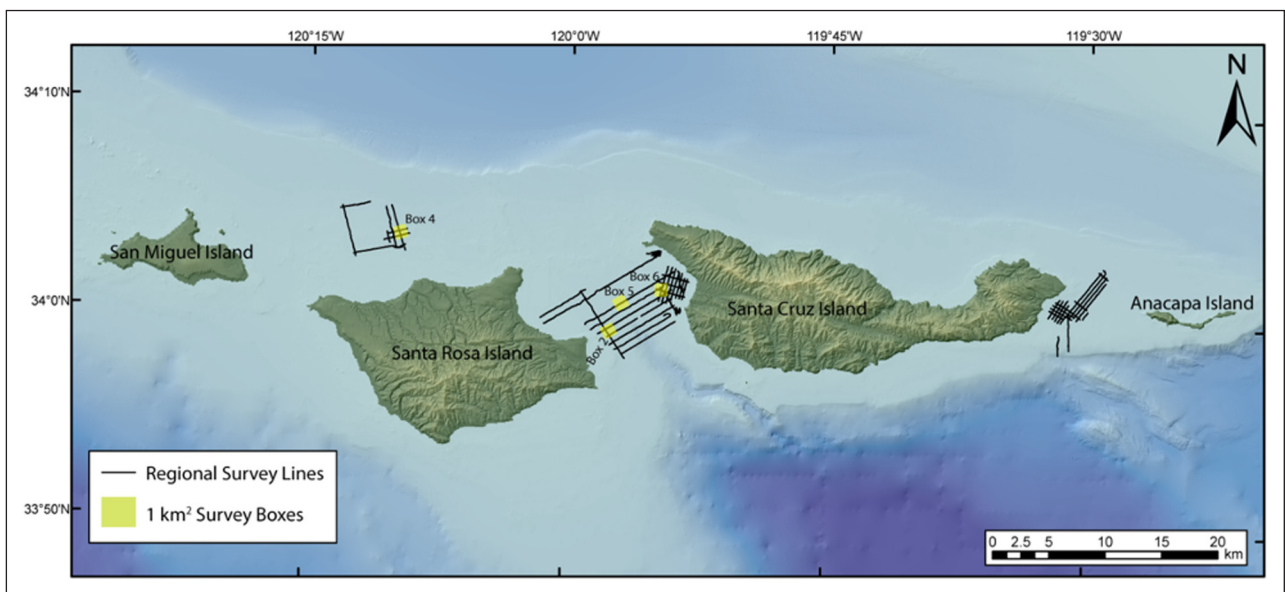 120°15'W 120°0'W 119°45'W 119°30'W
N
34°10'N
Box 4
San Miguel Island
Box 6
34°0'N
Box 5
Anacapa Island
Santa Cruz Island
Box 2
Santa Rosa Island
Regional Survey Lines
1 km² Survey Boxes
33°50'N
0 2.5 5 10 15 20
km